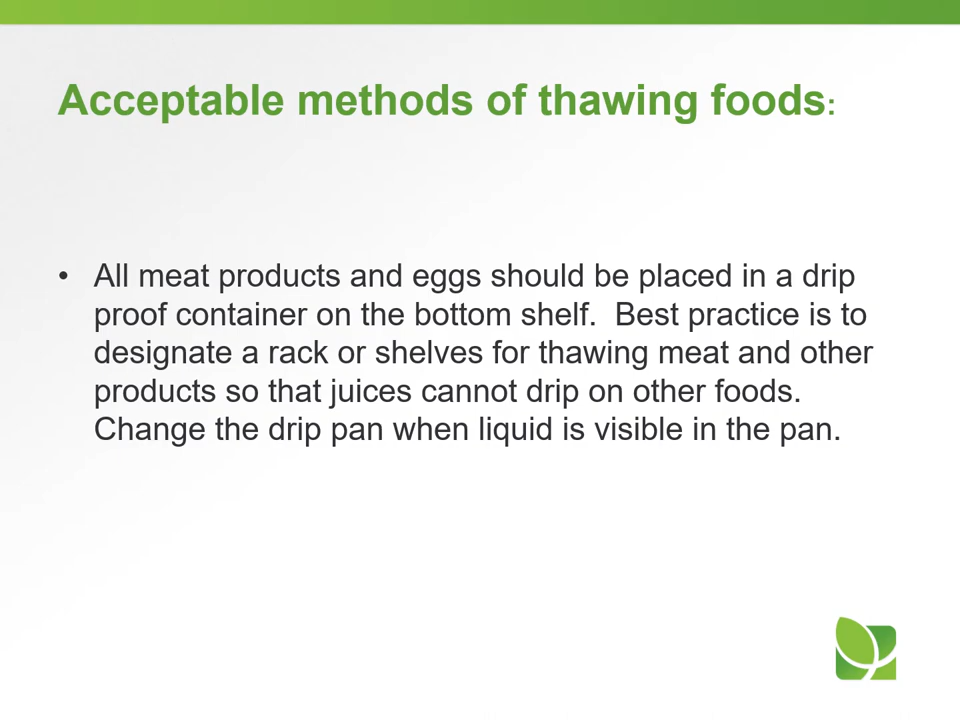 Acceptable methods of thawing foods:
• All meat products and eggs should be placed in a drip
proof container on the bottom shelf.  Best practice is to
designate a rack or shelves for thawing meat and other
products so that juices cannot drip on other foods.
Change the drip pan when liquid is visible in the pan.